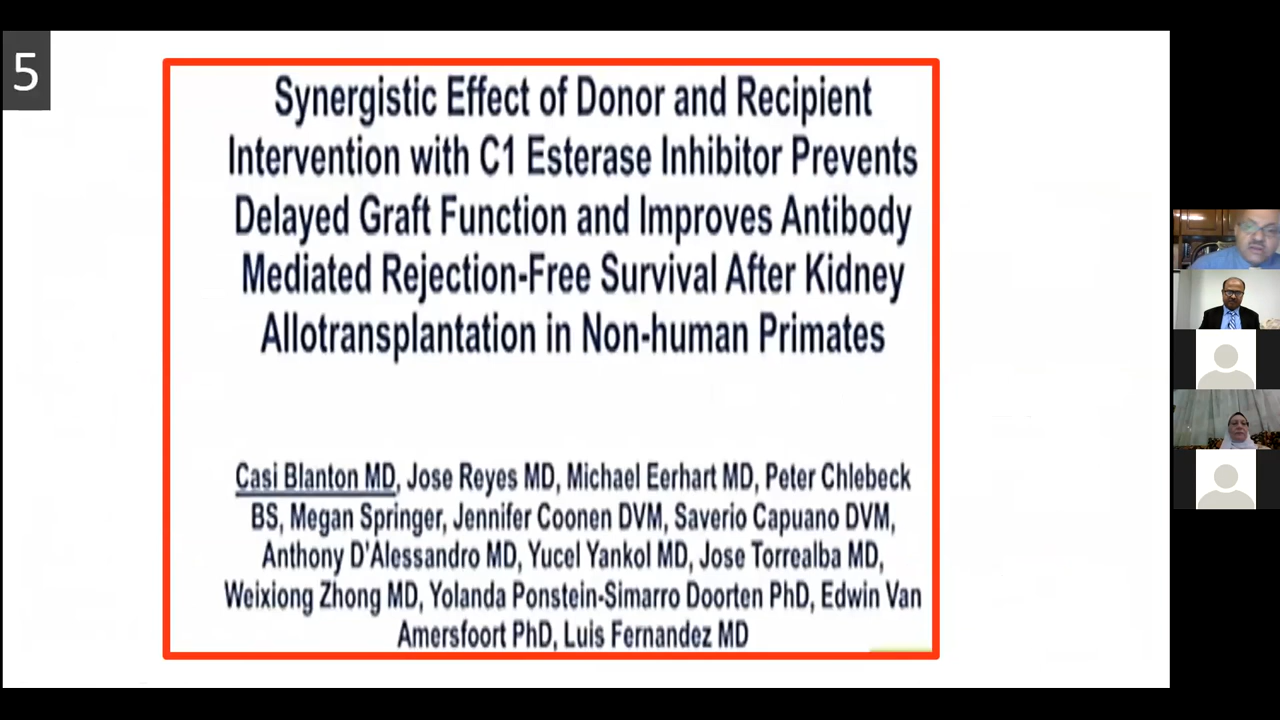 5
Synergistic Effect of Donor and Recipient
Intervention with C1 Esterase Inhibitor Prevents
Delayed Graft Function and Improves Antibody
Mediated Rejection-Free Survival After Kidney
Allotransplantation in Non-human Primates
Casi Blanton MD, Jose Reyes MD, Michael Eerhart MD, Peter Chlebeck
BS, Megan Springer, Jennifer Coonen DVM, Saverio Capuano DVM,
Anthony D'Alessandro MD, Yucel Yankol MD, Jose Torrealba MD,
Weixiong Zhong MD, Yolanda Ponstein-Simarro Doorten PhD, Edwin Van
Amersfoort PhD, Luis Fernandez MD